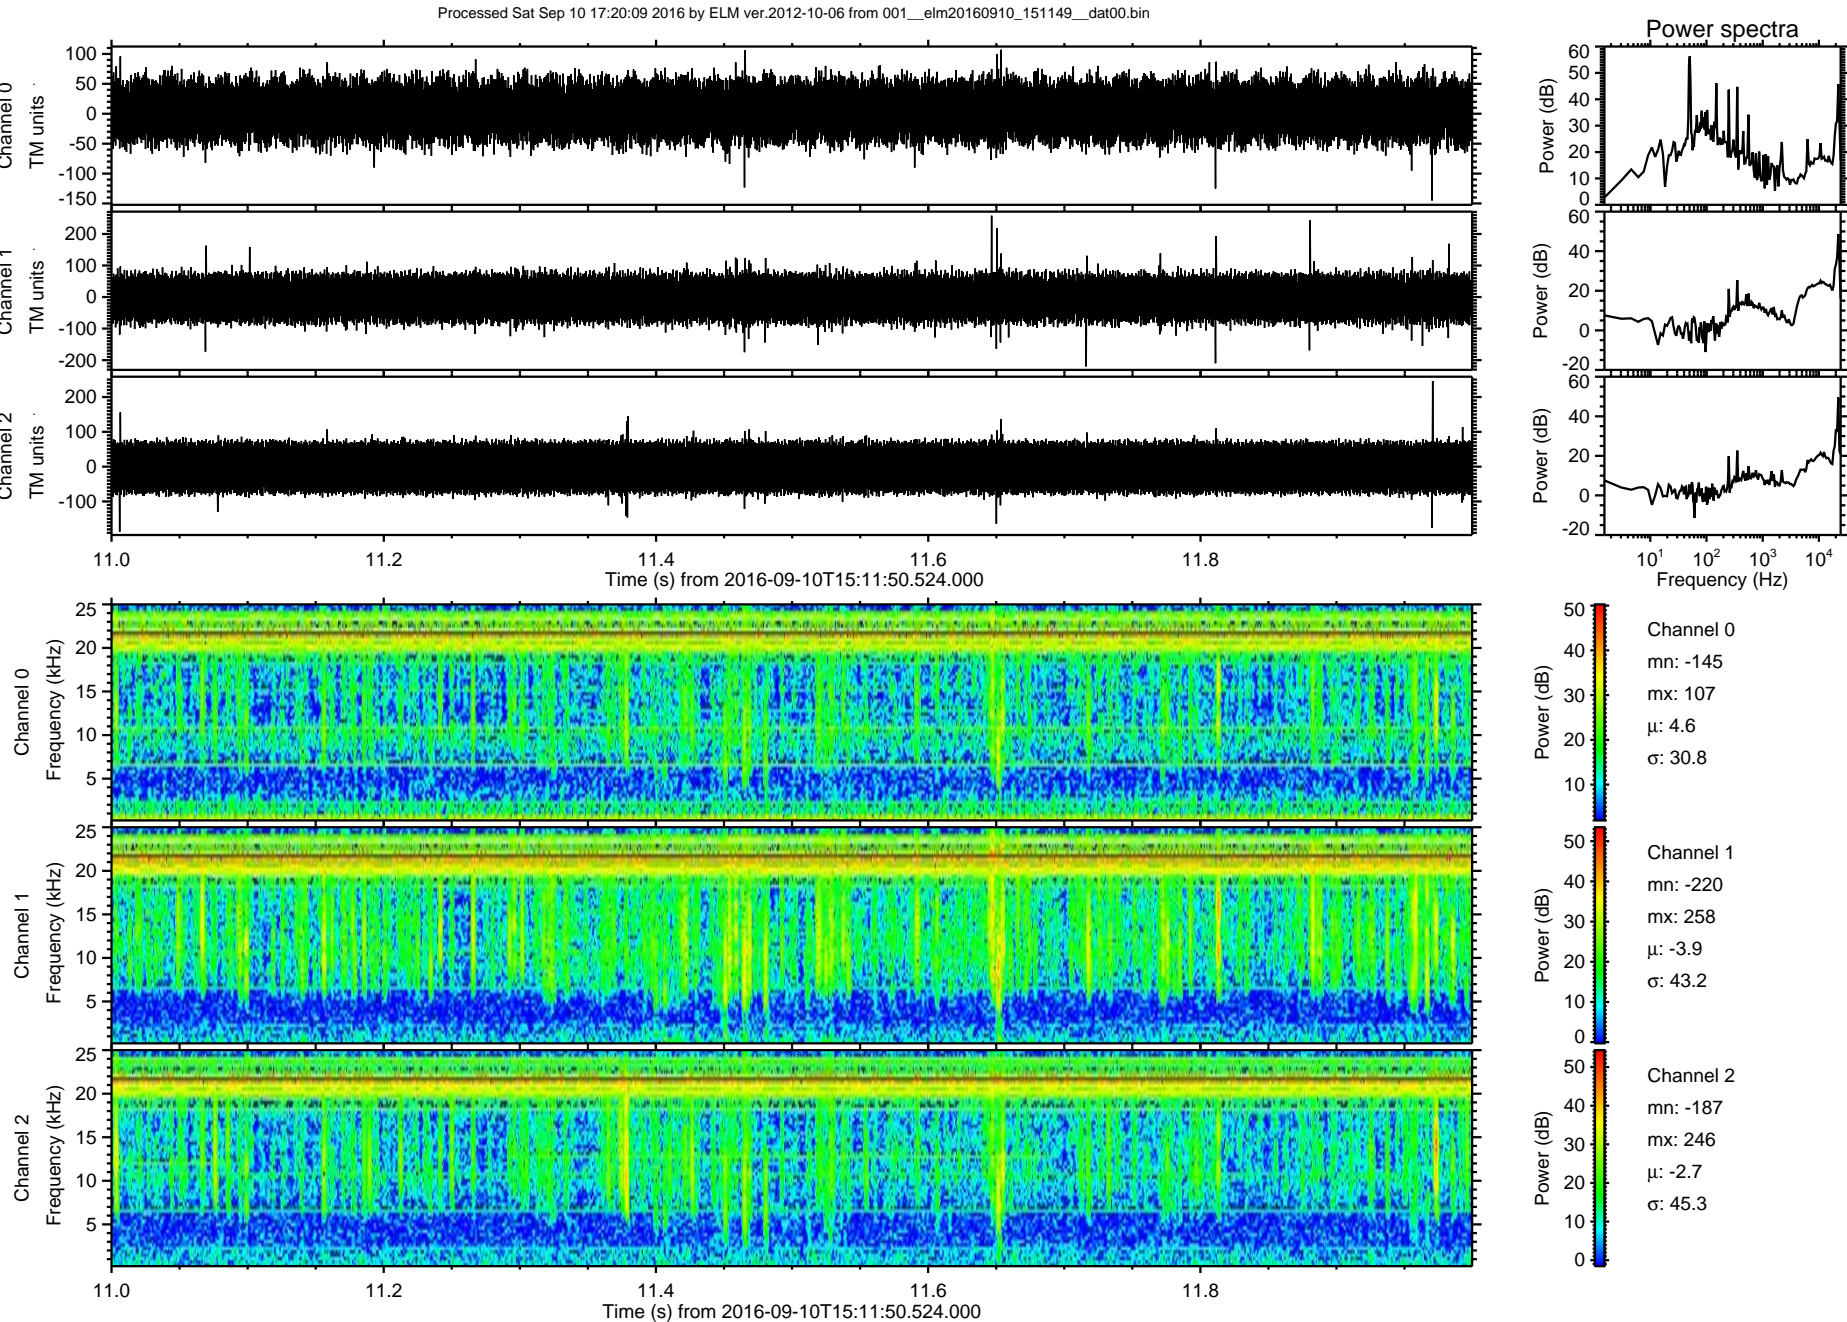 Processed Sat Sep 10 17:20:09 2016 by ELM ver.2012-10-06 from 001__elm20160910_151149__dat00.bin
Power spectra
Channel 0
TM units
100
50
0
-50
-100
-150
Power (dB)
60
50
40
30
20
10
0
Channel 1
TM units
200
100
0
-100
-200
Power (dB)
60
40
20
0
-20
Channel 2
TM units
200
100
0
-100
Power (dB)
60
40
20
0
-20
11.0 11.2 11.4 11.6 11.8
Time (s) from 2016-09-10T15:11:50.524.000
10¹ 10² 10³ 10⁴
Frequency (Hz)
Channel 0
Frequency (kHz)
25
20
15
10
5
Power (dB)
50
40
30
20
10
Channel 0
mn: -145
mx: 107
μ: 4.6
σ: 30.8
Channel 1
Frequency (kHz)
25
20
15
10
5
Power (dB)
50
40
30
20
10
0
Channel 1
mn: -220
mx: 258
μ: -3.9
σ: 43.2
Channel 2
Frequency (kHz)
25
20
15
10
5
Power (dB)
50
40
30
20
10
0
Channel 2
mn: -187
mx: 246
μ: -2.7
σ: 45.3
11.0 11.2 11.4 11.6 11.8
Time (s) from 2016-09-10T15:11:50.524.000